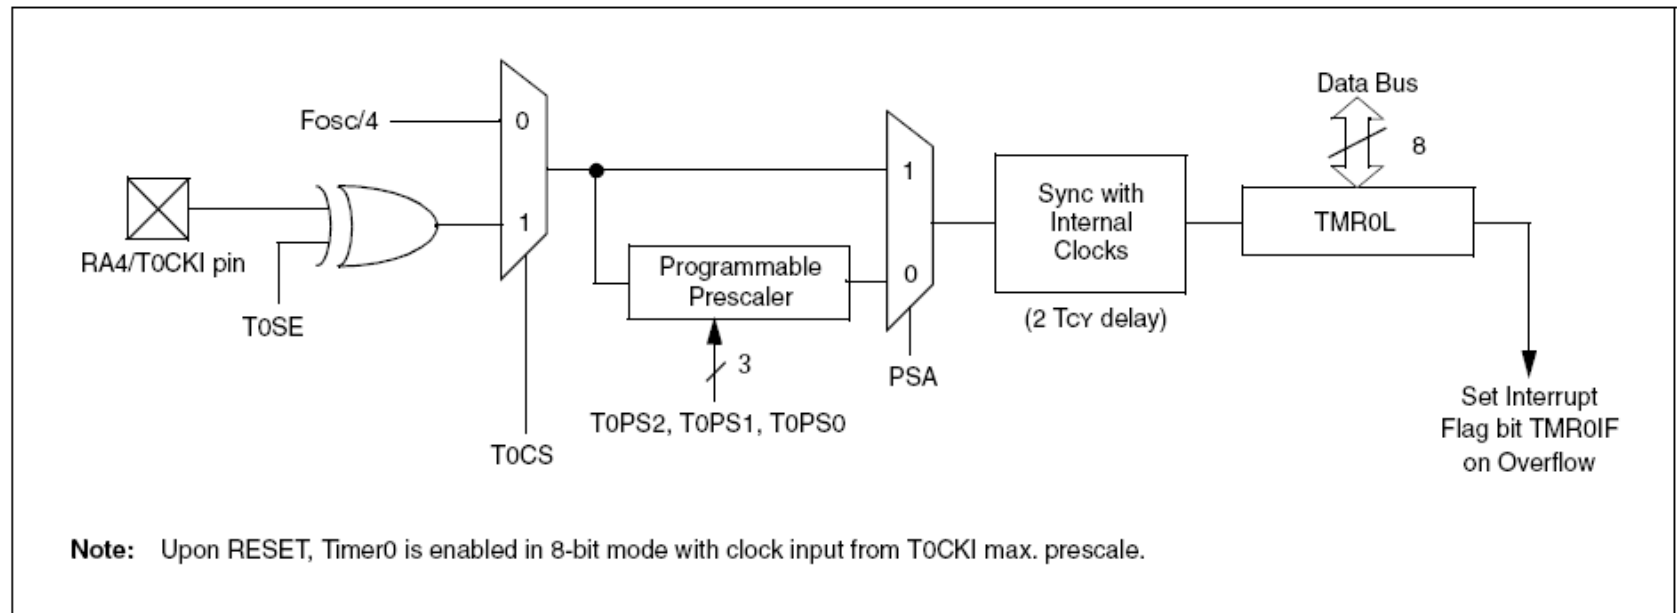 Data Bus
8
Fosc/4
0
1
RA4/T0CKI pin
T0SE
T0CS
Programmable
Prescaler
3
T0PS2, T0PS1, T0PS0
1
0
PSA
Sync with
Internal
Clocks
(2 TCY delay)
TMR0L
Set Interrupt
Flag bit TMR0IF
on Overflow
Note: Upon RESET, Timer0 is enabled in 8-bit mode with clock input from T0CKI max. prescale.